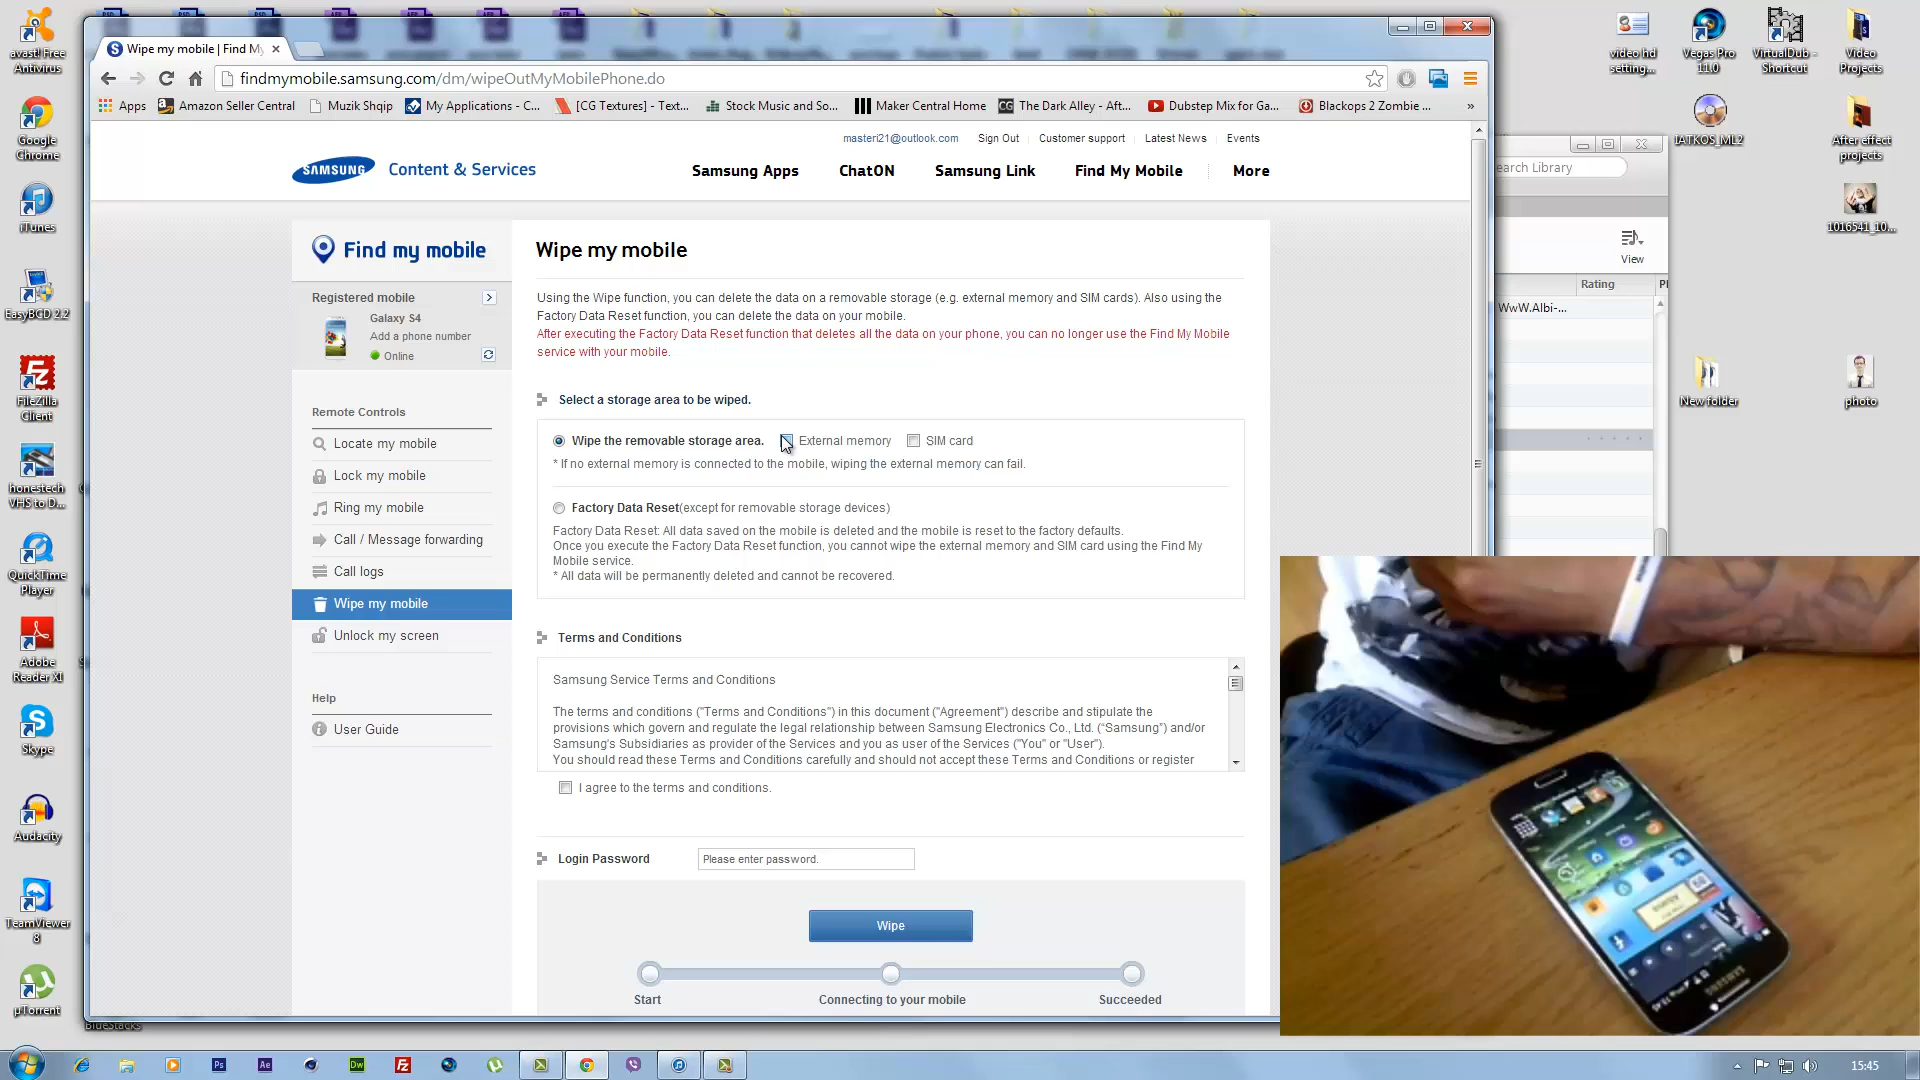 Wipe my mobile | Find My
findmymobile.samsung.com/dm/wipeOutMyMobilePhone.do
Apps
Amazon Seller Central
Muzik Shqip
My Applications - C...
[CG Textures] - Text...
Stock Music and So...
Maker Central Home
The Dark Alley - Aft...
Dubstep Mix for Ga...
Blackops 2 Zombie ...
»
masteri21@outlook.com
Sign Out
Customer support
Latest News
Events
SAMSUNG
Content & Services
Samsung Apps
ChatON
Samsung Link
Find My Mobile
More
Find my mobile
Registered mobile
Galaxy S4
Add a phone number
Online
Remote Controls
Locate my mobile
Lock my mobile
Ring my mobile
Call / Message forwarding
Call logs
Wipe my mobile
Unlock my screen
Help
User Guide
Wipe my mobile
Using the Wipe function, you can delete the data on a removable storage (e.g. external memory and SIM cards). Also using the
Factory Data Reset function, you can delete the data on your mobile.
After executing the Factory Data Reset function that deletes all the data on your phone, you can no longer use the Find My Mobile
service with your mobile.
Select a storage area to be wiped.
Wipe the removable storage area.
External memory
SIM card
* If no external memory is connected to the mobile, wiping the external memory can fail.
Factory Data Reset(except for removable storage devices)
Factory Data Reset: All data saved on the mobile is deleted and the mobile is reset to the factory defaults.
Once you execute the Factory Data Reset function, you cannot wipe the external memory and SIM card using the Find My
Mobile service.
* All data will be permanently deleted and cannot be recovered.
Terms and Conditions
Samsung Service Terms and Conditions
The terms and conditions ("Terms and Conditions") in this document ("Agreement") describe and stipulate the
provisions which govern and regulate the legal relationship between Samsung Electronics Co., Ltd. ("Samsung") and/or
Samsung's Subsidiaries as provider of the Services and you as user of the Services ("You" or "User").
You should read these Terms and Conditions carefully and should not accept these Terms and Conditions or register
I agree to the terms and conditions.
Login Password
Please enter password.
Wipe
Start
Connecting to your mobile
Succeeded
avast! Free
Antivirus
Google
Chrome
iTunes
EasyBCD 2.2
FileZilla
Client
honestech
VHS to D...
QuickTime
Player
Adobe
Reader XI
Skype
Audacity
TeamViewer
8
µTorrent
BlueStacks
video hd
setting...
Vegas Pro
11.0
VirtualDub -
Shortcut
Video
Projects
iATKOS_ML2
After effect
projects
1016541_10...
New folder
photo
earch Library
View
Rating
Pl
WwW.Albi-...
SAMSUNG
15:45